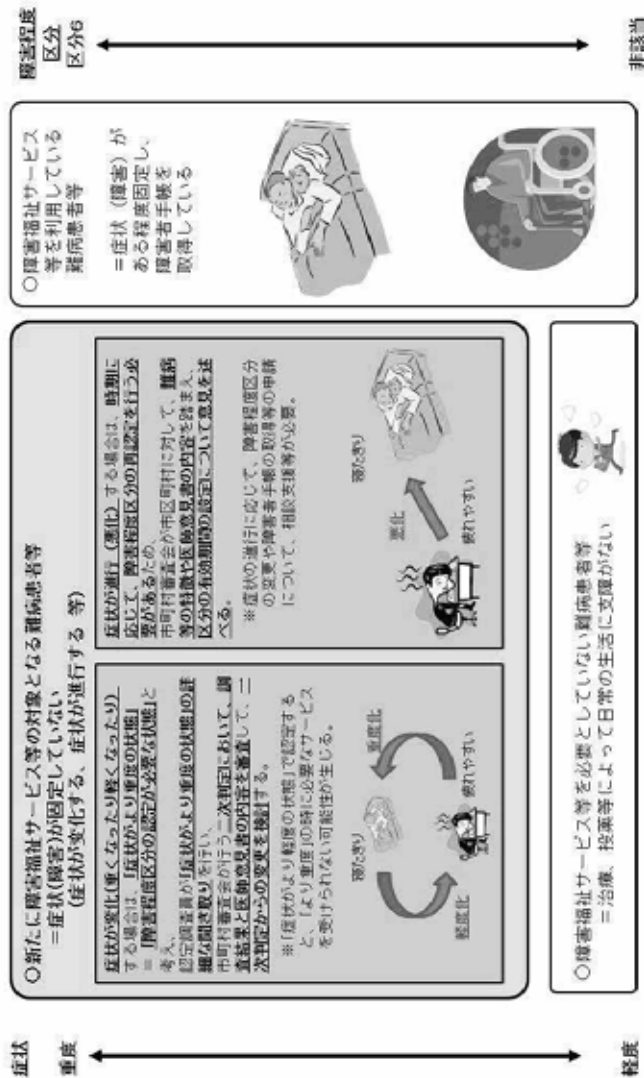 症状
重度
軽度
○新たに障害福祉サービス等の対象となる難病患者等
=症状(障害)が固定していない
(症状が変化する、症状が進行する 等)
症状が変化(重くなったり軽くなったり)
する場合は、「症状がより重度の状態」
=「障害程度区分の認定が必要な状態」と
考え、
認定調査員が「症状がより重度の状態」の詳
細な聞き取りを行い、
市町村審査会が行う二次判定において、調
査結果と医師意見書の内容を審査して、一
次判定からの変更を検討する。
※「症状がより軽度の状態」で認定する
と、「より重度」の時に必要なサービス
を受けられない可能性が生じる。
寝たきり
重度化
軽度化
疲れやすい
症状が進行(悪化)する場合は、時期に
応じて、障害程度区分の再認定を行う必
要があるため、
市町村審査会が市区町村に対して、難病
等の特徴や医師意見書の内容を踏まえ、
区分の有効期間の設定について意見を述
べる。
※症状の進行に応じて、障害程度区分
の変更や障害者手帳の取得等の申請
について、相談支援等が必要。
寝たきり
悪化
疲れやすい
○障害福祉サービス等を必要としていない難病患者等
=治療、投薬等によって日常の生活に支障がない
○障害福祉サービス
等を利用している
難病患者等
=症状(障害)が
ある程度固定し、
障害者手帳を
取得している
障害程度
区分
区分6
非該当